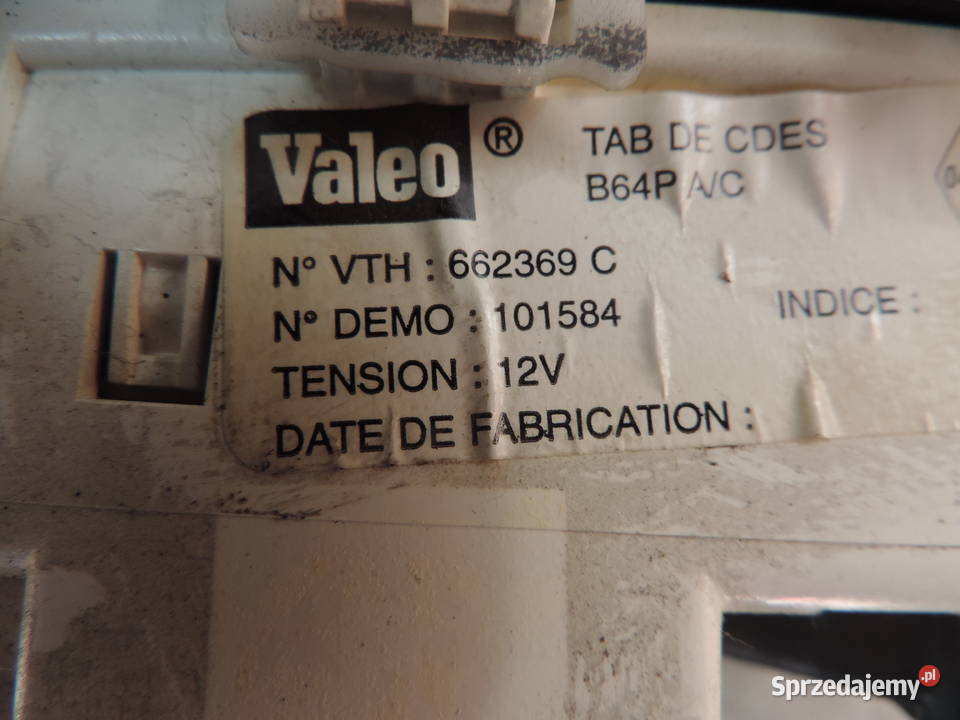 Valeo ®
TAB DE CDES
B64P A/C
N° VTH : 662369 C
N° DEMO : 101584
INDICE :
TENSION : 12V
DATE DE FABRICATION :
Sprzedajemy.pl